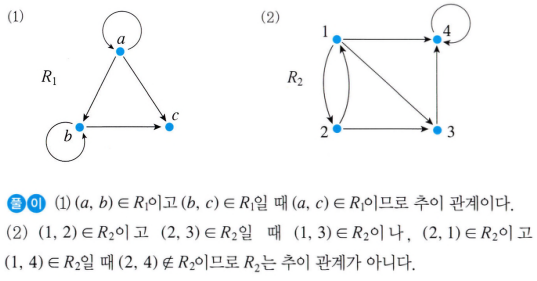 (1)
a
R₁
b
c
(2)
1
4
R₂
2
3
풀이 (1) (a, b) ∈ R₁이고 (b, c) ∈ R₁일 때 (a, c) ∈ R₁이므로 추이 관계이다.
(2) (1, 2) ∈ R₂이고 (2, 3) ∈ R₂일 때 (1, 3) ∈ R₂이나, (2, 1) ∈ R₂이고
(1, 4) ∈ R₂일 때 (2, 4) ∉ R₂이므로 R₂는 추이 관계가 아니다.